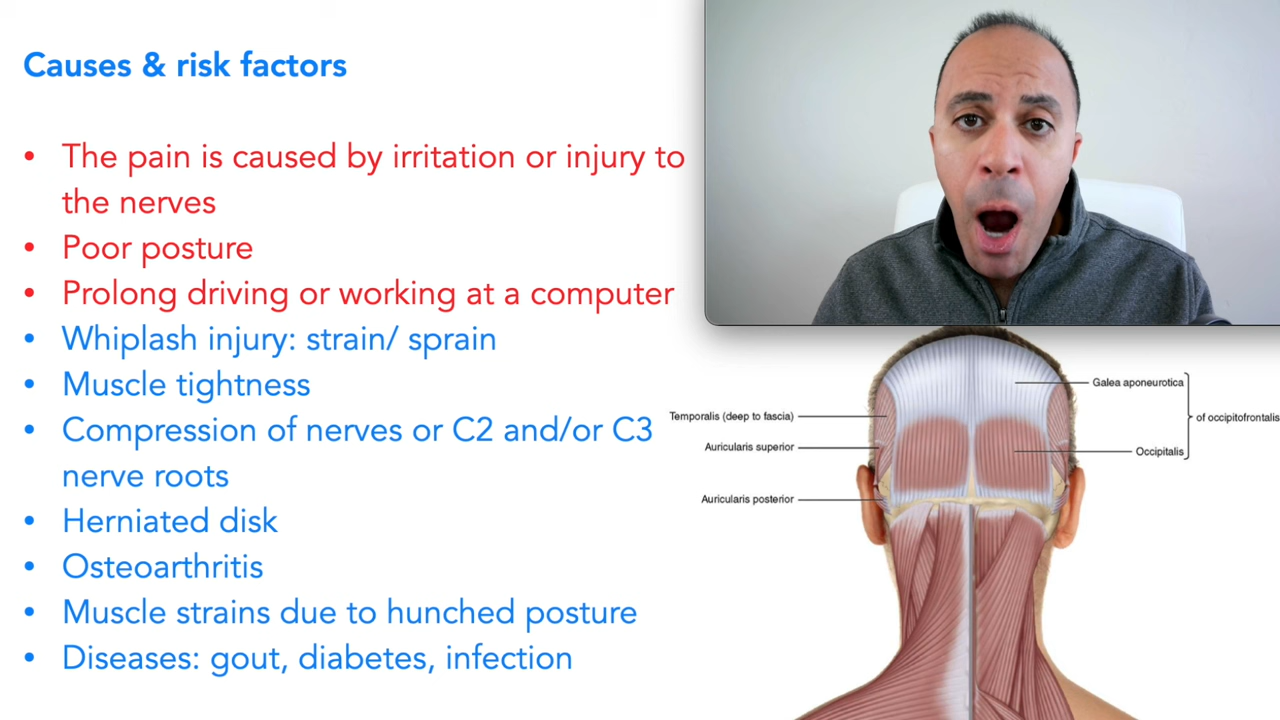 Causes & risk factors
• The pain is caused by irritation or injury to
the nerves
• Poor posture
• Prolong driving or working at a computer
• Whiplash injury: strain/ sprain
• Muscle tightness
• Compression of nerves or C2 and/or C3
nerve roots
• Herniated disk
• Osteoarthritis
• Muscle strains due to hunched posture
• Diseases: gout, diabetes, infection
Galea aponeurotica
Temporalis (deep to fascia)
of occipitofrontalis
Auricularis superior
Occipitalis
Auricularis posterior